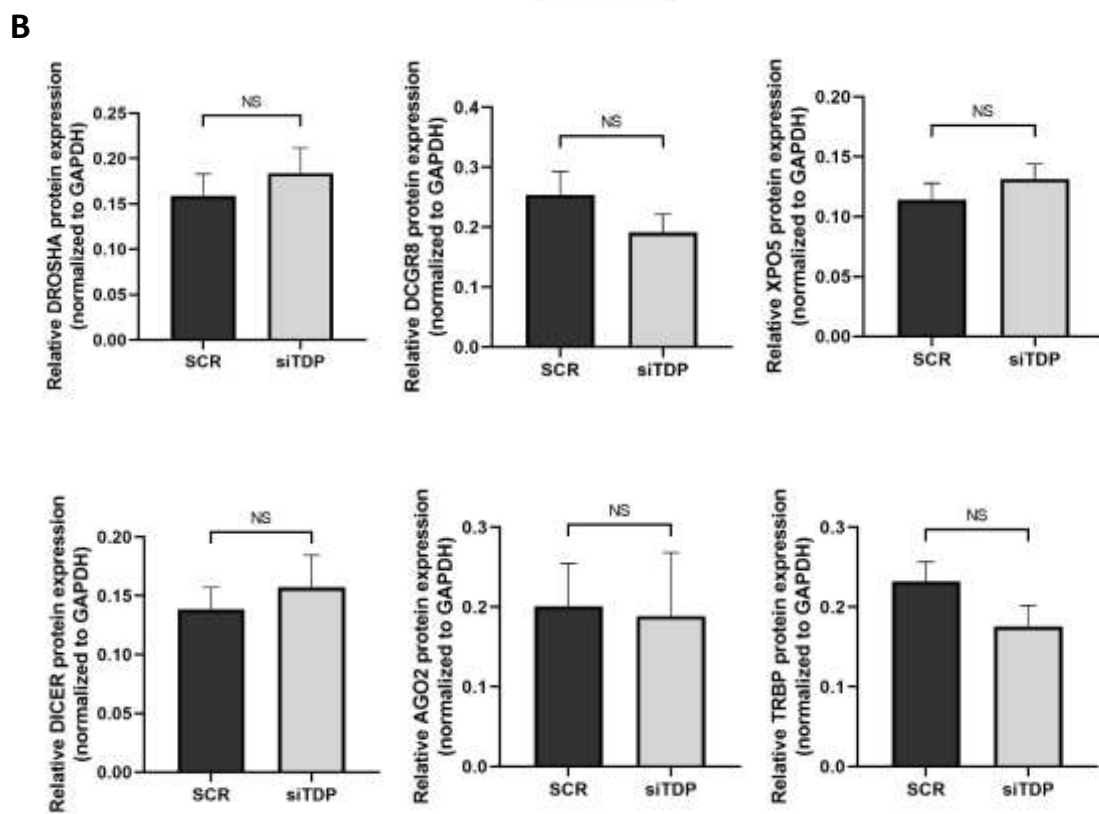 B
Relative DROSHA protein expression
(normalized to GAPDH)
0.25
0.20
0.15
0.10
0.05
0.00
NS
SCR
siTDP
Relative DCGR8 protein expression
(normalized to GAPDH)
0.4
0.3
0.2
0.1
0.0
NS
SCR
siTDP
Relative XPO5 protein expression
(normalized to GAPDH)
0.20
0.15
0.10
0.05
0.00
NS
SCR
siTDP
Relative DICER protein expression
(normalized to GAPDH)
0.20
0.15
0.10
0.05
0.00
NS
SCR
siTDP
Relative AGO2 protein expression
(normalized to GAPDH)
0.3
0.2
0.1
0.0
NS
SCR
siTDP
Relative TRBP protein expression
(normalized to GAPDH)
0.3
0.2
0.1
0.0
NS
SCR
siTDP